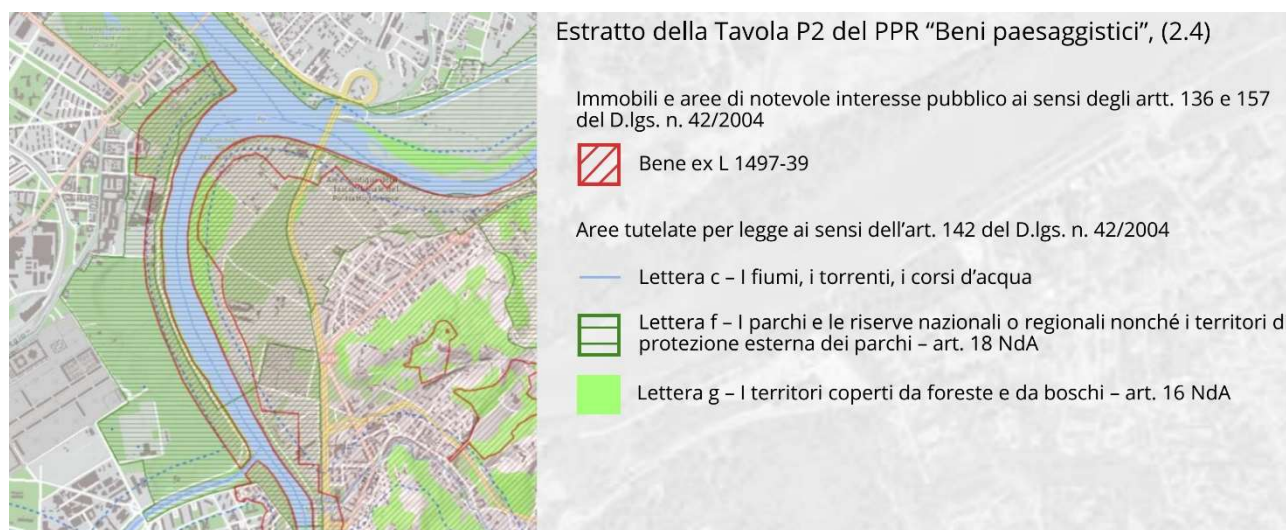 Estratto della Tavola P2 del PPR “Beni paesaggistici”, (2.4)
Immobili e aree di notevole interesse pubblico ai sensi degli artt. 136 e 157
del D.lgs. n. 42/2004
Bene ex L 1497-39
Aree tutelate per legge ai sensi dell’art. 142 del D.lgs. n. 42/2004
Lettera c – I fiumi, i torrenti, i corsi d’acqua
Lettera f – I parchi e le riserve nazionali o regionali nonché i territori d
protezione esterna dei parchi – art. 18 NdA
Lettera g – I territori coperti da foreste e da boschi – art. 16 NdA